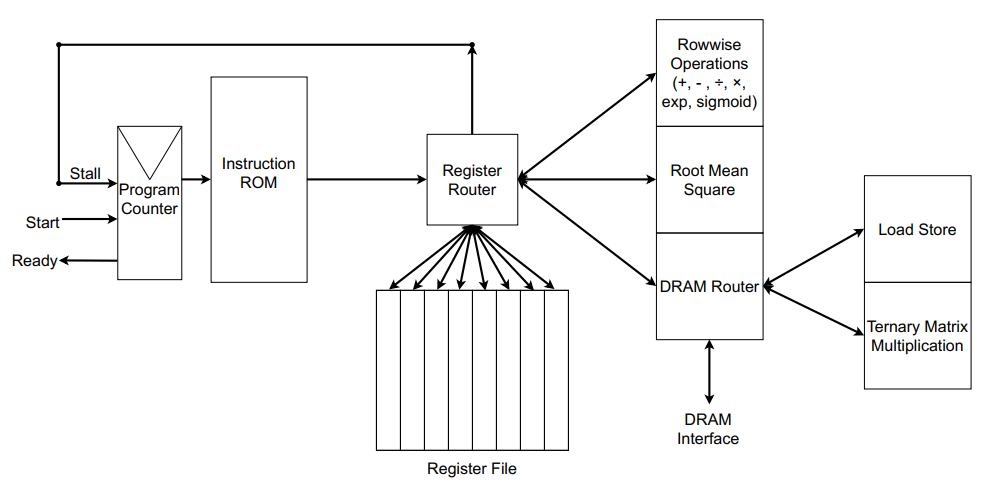 Stall
Program
Counter
Start
Ready
Instruction
ROM
Register
Router
Register File
Rowwise
Operations
(+, - , ÷, ×,
exp, sigmoid)
Root Mean
Square
DRAM Router
DRAM
Interface
Load Store
Ternary Matrix
Multiplication